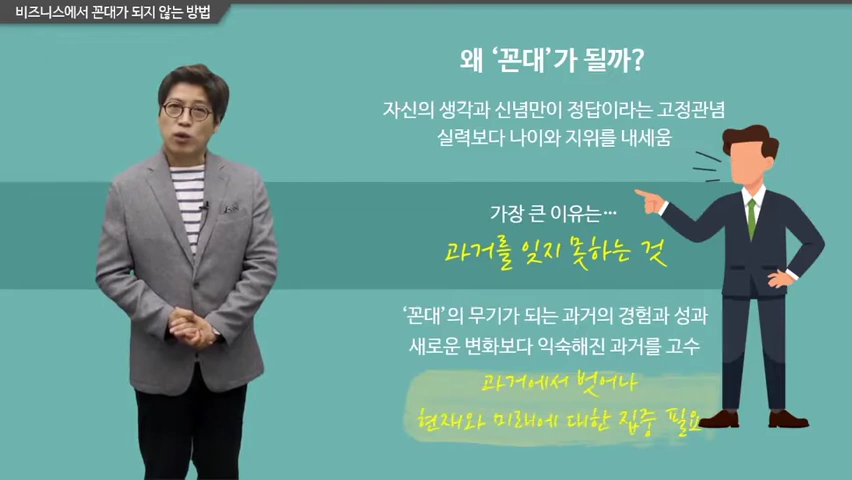 비즈니스에서 꼰대가 되지 않는 방법
왜 ‘꼰대’가 될까?
자신의 생각과 신념만이 정답이라는 고정관념
실력보다 나이와 지위를 내세움
가장 큰 이유는…
과거를 잊지 못하는 것
‘꼰대’의 무기가 되는 과거의 경험과 성과
새로운 변화보다 익숙해진 과거를 고수
과거에서 벗어나
현재와 미래에 대한 집중 필요